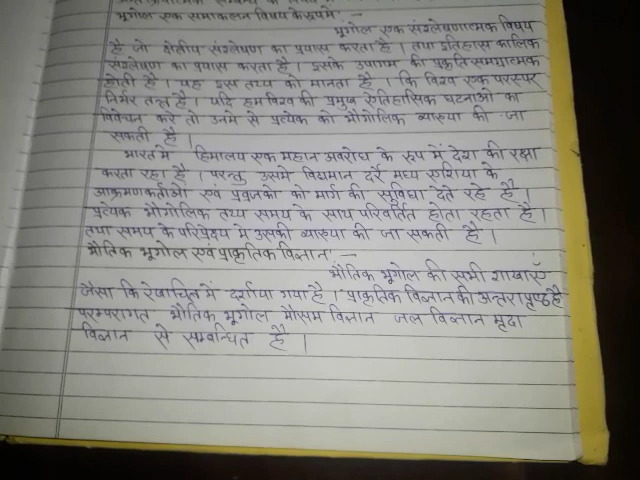 भूगोल एक समाकलन विषय के रूप में :—
भूगोल एक संश्लेषणात्मक विषय
है जो क्षेत्रीय संश्लेषण का प्रयास करता है। तथा इतिहास कालिक
संश्लेषण का प्रयास करता है। इसके उपागम की प्रकृति समग्रात्मक
होती है। यह इस तथ्य को मानता है। कि विश्व एक परस्पर
निर्भर तन्त्र है। यदि हम विश्व की प्रमुख ऐतिहासिक घटनाओ का
विवेचन करें तो उनमे से प्रत्येक को भौगोलिक व्याख्या की जा
सकती है।
भारत मे हिमालय एक महान अवरोध के रुप में देश की रक्षा
करता रहा है। परन्तु उसमे विद्यमान दर्रे मध्य एशिया के
आक्रमणकर्ताओ एवं प्रवृजको को मार्ग की सुविधा देते रहे है।
प्रत्येक भौगोलिक तथ्य समय के साथ परिवर्तित होता रहता है।
तथा समय के परिप्रेक्ष्य मे उसकी व्याख्या की जा सकती है।
भौतिक भूगोल एवं प्राकृतिक विज्ञान :—
भौतिक भूगोल की सभी शाखाएँ
जैसा कि रेखाचित्र में दर्शाया गया है। प्राकृतिक विज्ञान की अन्तरापृष्ठ है
परम्परागत भौतिक भूगोल मौसम विज्ञान जल विज्ञान मृदा
विज्ञान से सम्बन्धित है।